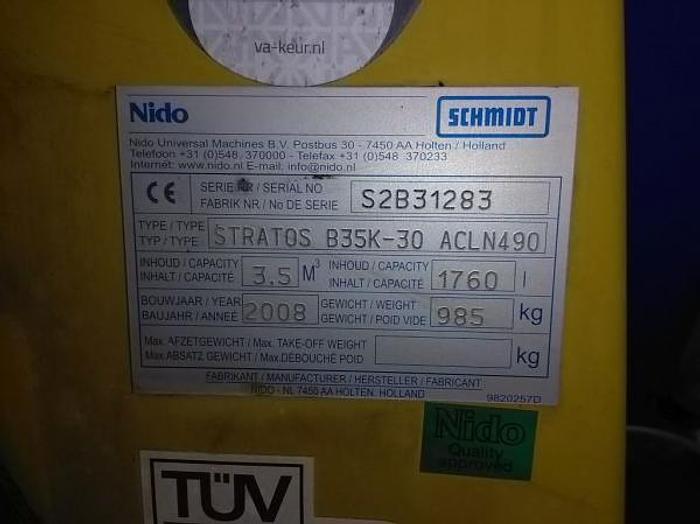 va-keur.nl
Nido SCHMIDT
Nido Universal Machines B.V. Postbus 30 - 7450 AA Holten / Holland
Telefoon +31 (0)548 370000 - Telefax +31 (0)548 370233
Internet: www.nido.nl E-mail: info@nido.nl
CE SERIE NR / SERIAL NO
FABRIK NR / No DE SERIE S2B31283
TYPE / TYPE
TYP / TYPE STRATOS B35K-30 ACLN490
INHOUD / CAPACITY
INHALT / CAPACITÉ 3.5 M³ INHOUD / CAPACITY
INHALT / CAPACITÉ 1760 l
BOUWJAAR / YEAR
BAUJAHR / ANNEÉ 2008 GEWICHT / WEIGHT
GEWICHT / POID VIDE 985 kg
Max. AFZETGEWICHT / Max. TAKE-OFF WEIGHT
Max. ABSATZ GEWICHT / Max. DÉBOUCHÉ POID kg
FABRIKANT / MANUFACTURER / HERSTELLER / FABRICANT
NIDO - NL 7450 AA HOLTEN, HOLLAND 9820257D
Nido
Quality
approved
TÜV